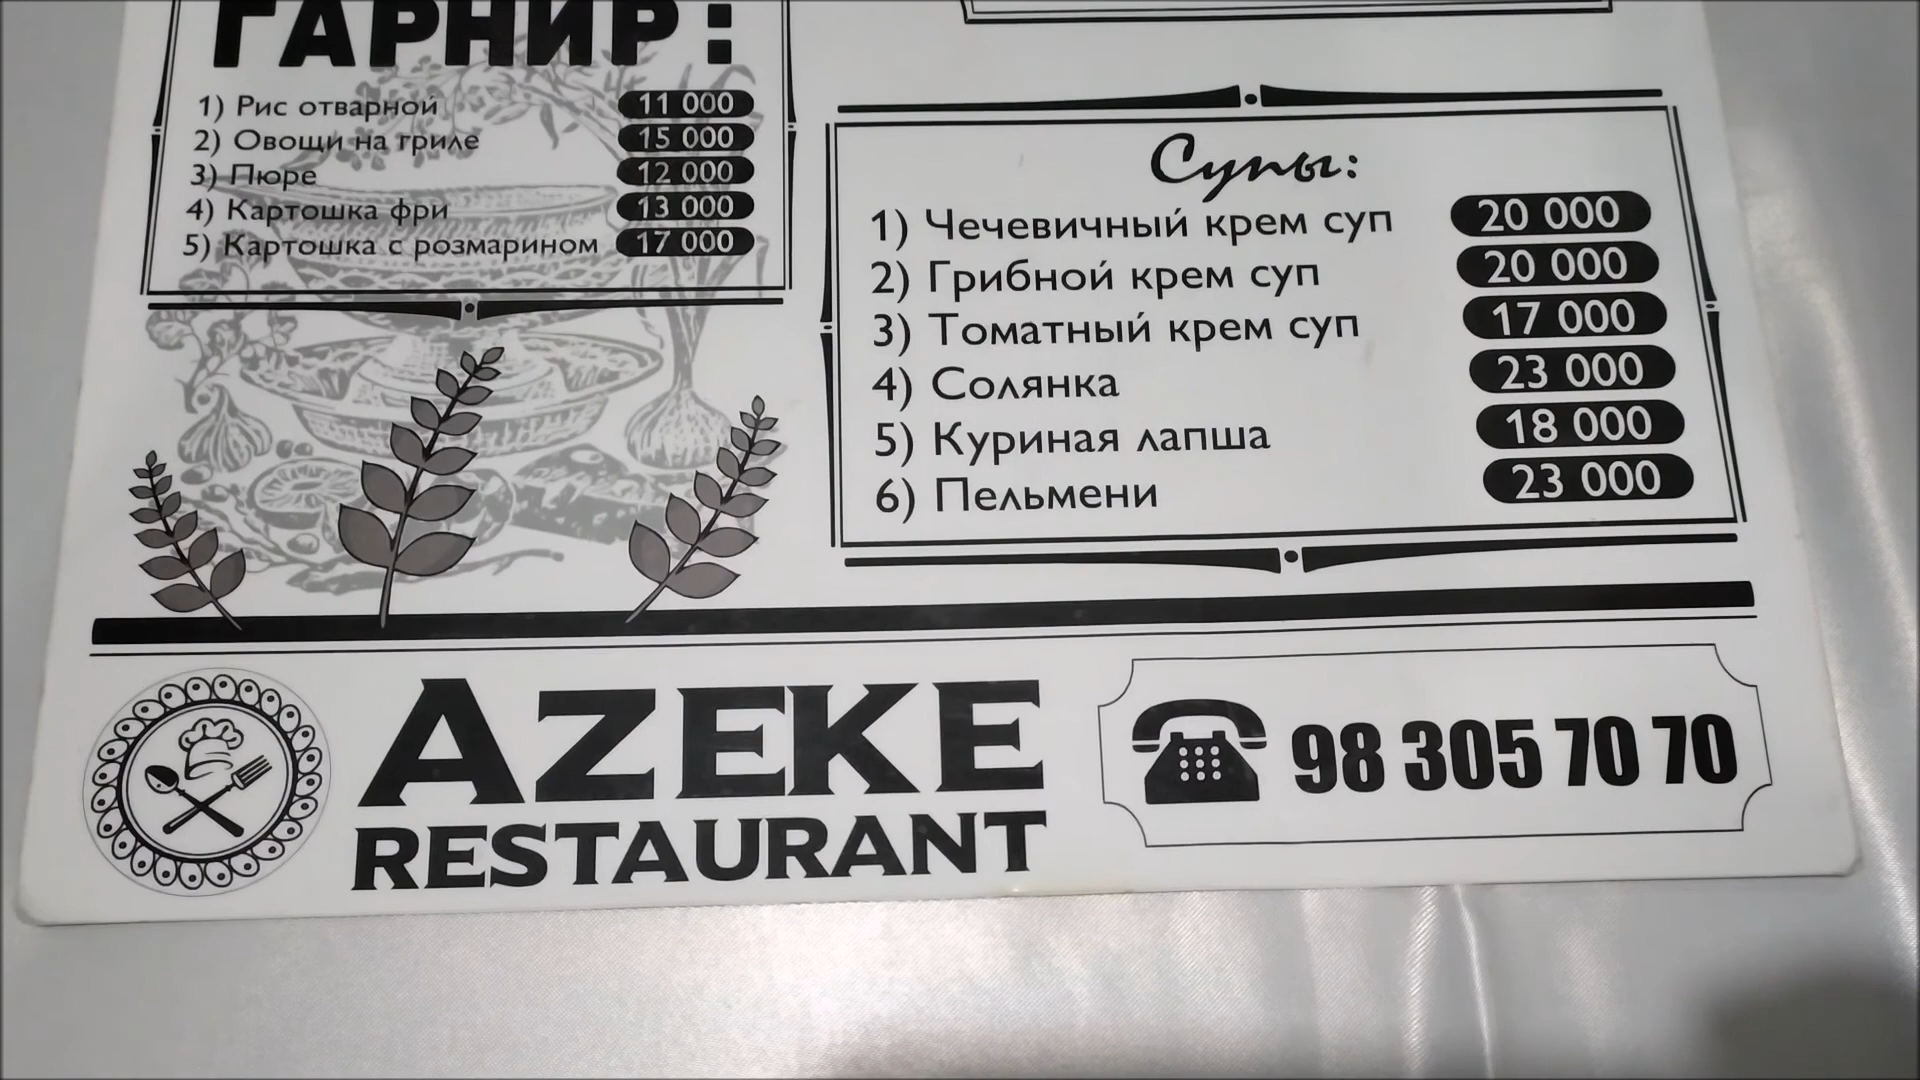 ГАРНИР:
1) Рис отварной 11 000
2) Овощи на гриле 15 000
3) Пюре 12 000
4) Картошка фри 13 000
5) Картошка с розмарином 17 000
Супы:
1) Чечевичный крем суп 20 000
2) Грибной крем суп 20 000
3) Томатный крем суп 17 000
4) Солянка 23 000
5) Куриная лапша 18 000
6) Пельмени 23 000
AZEKE
RESTAURANT
98 305 70 70